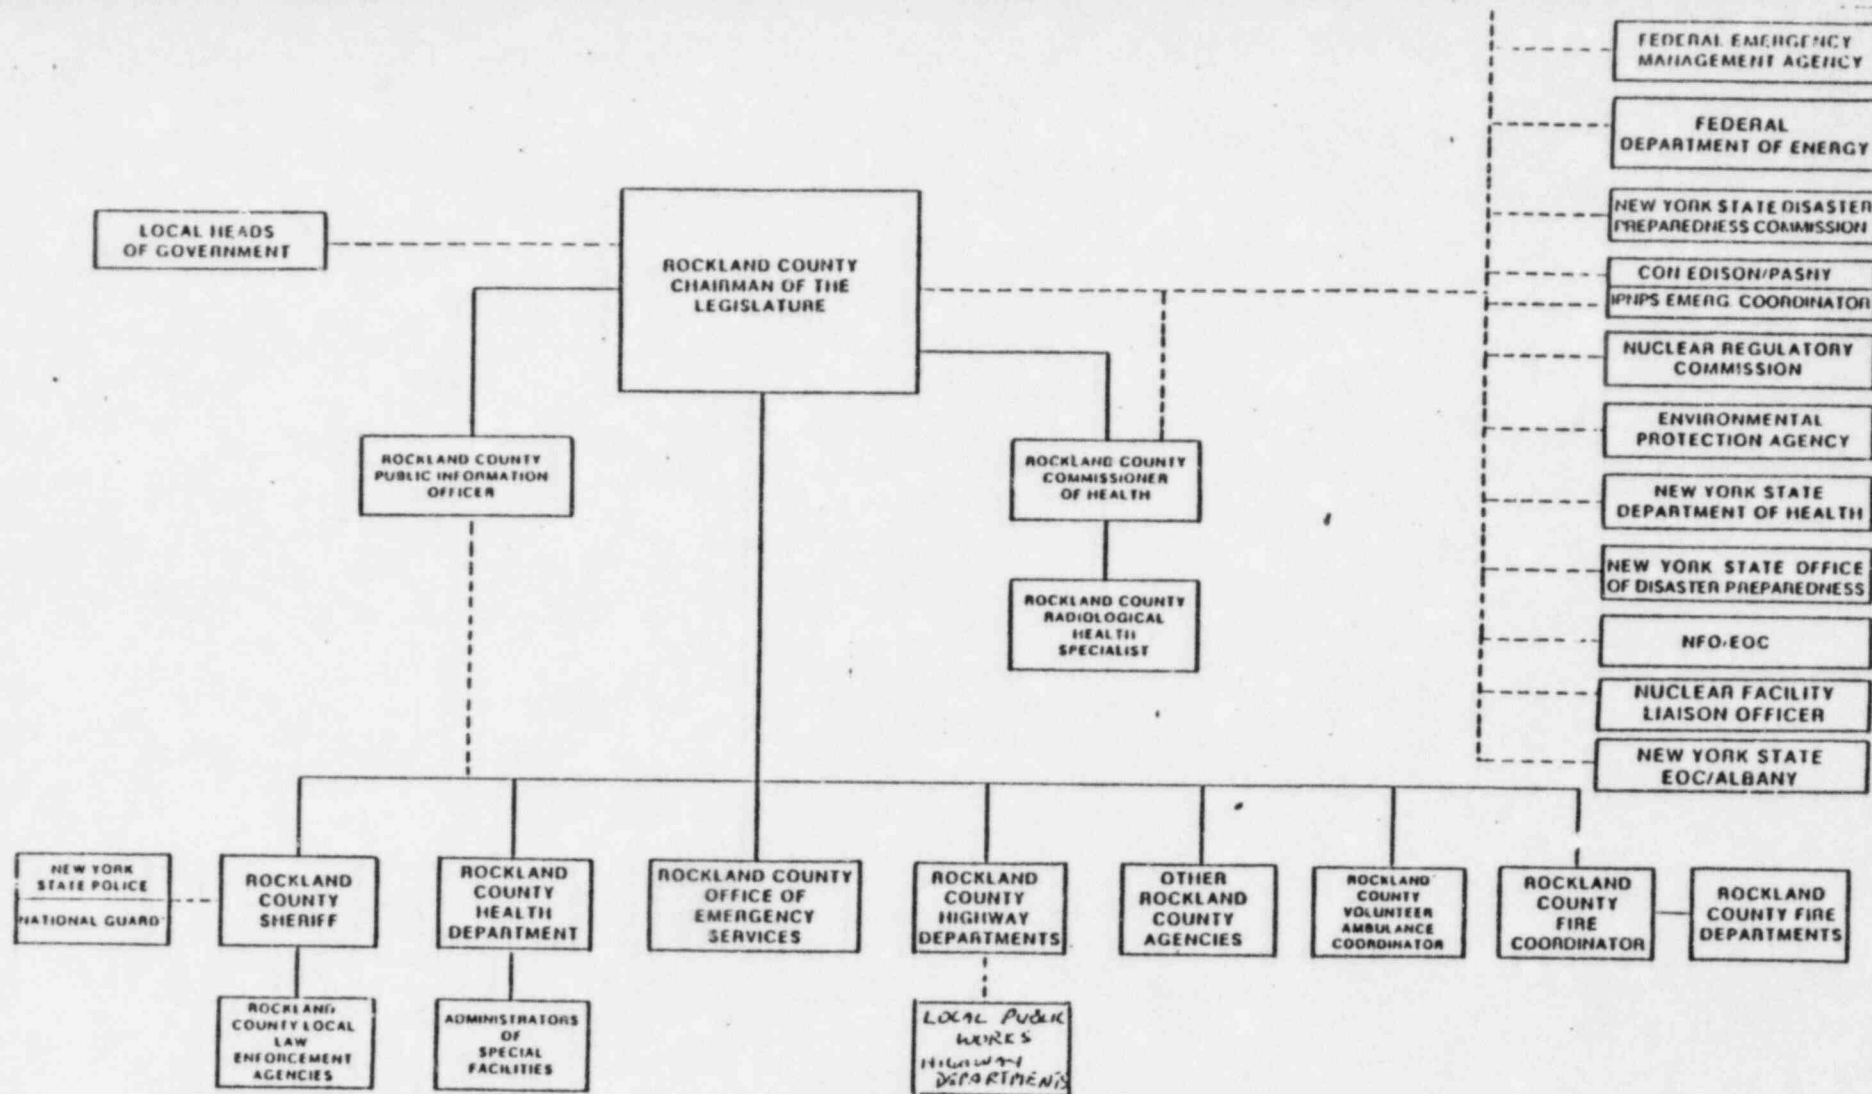 FEDERAL EMERGENCY
MANAGEMENT AGENCY
FEDERAL
DEPARTMENT OF ENERGY
NEW YORK STATE DISASTER
PREPAREDNESS COMMISSION
CON EDISON/PASNY
IPNPS EMERG. COORDINATOR
NUCLEAR REGULATORY
COMMISSION
ENVIRONMENTAL
PROTECTION AGENCY
NEW YORK STATE
DEPARTMENT OF HEALTH
NEW YORK STATE OFFICE
OF DISASTER PREPAREDNESS
NFO/EOC
NUCLEAR FACILITY
LIAISON OFFICER
NEW YORK STATE
EOC/ALBANY
LOCAL HEADS
OF GOVERNMENT
ROCKLAND COUNTY
CHAIRMAN OF THE
LEGISLATURE
ROCKLAND COUNTY
PUBLIC INFORMATION
OFFICER
ROCKLAND COUNTY
COMMISSIONER
OF HEALTH
ROCKLAND COUNTY
RADIOLOGICAL
HEALTH
SPECIALIST
NEW YORK
STATE POLICE
NATIONAL GUARD
ROCKLAND
COUNTY
SHERIFF
ROCKLAND
COUNTY
HEALTH
DEPARTMENT
ROCKLAND COUNTY
OFFICE OF
EMERGENCY
SERVICES
ROCKLAND
COUNTY
HIGHWAY
DEPARTMENTS
OTHER
ROCKLAND
COUNTY
AGENCIES
ROCKLAND
COUNTY
VOLUNTEER
AMBULANCE
COORDINATOR
ROCKLAND
COUNTY
FIRE
COORDINATOR
ROCKLAND
COUNTY FIRE
DEPARTMENTS
ROCKLAND
COUNTY LOCAL
LAW
ENFORCEMENT
AGENCIES
ADMINISTRATORS
OF
SPECIAL
FACILITIES
LOCAL PUBLIC
WORKS
HIGHWAY
DEPARTMENTS